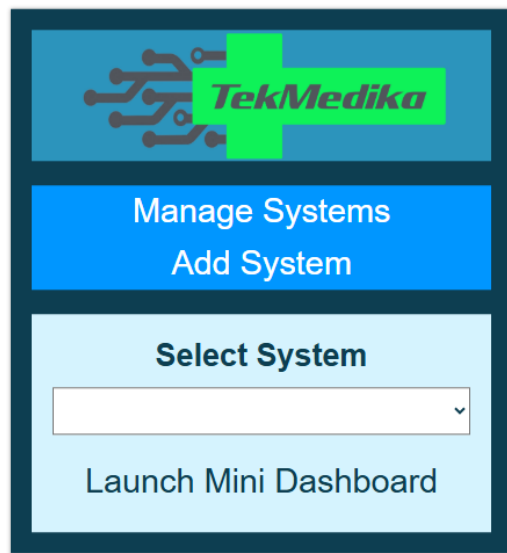 TekMedika
Manage Systems
Add System
Select System
Launch Mini Dashboard